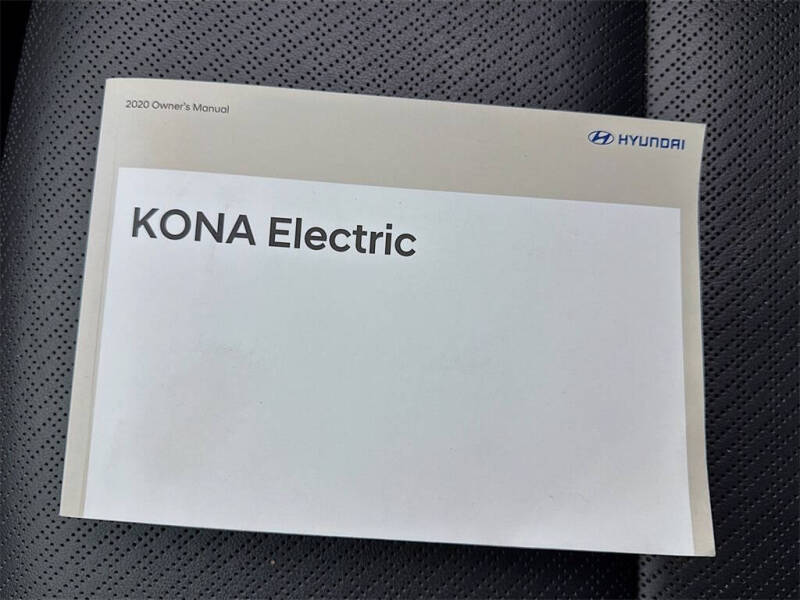 2020 Owner's Manual
HYUNDAI
KONA Electric